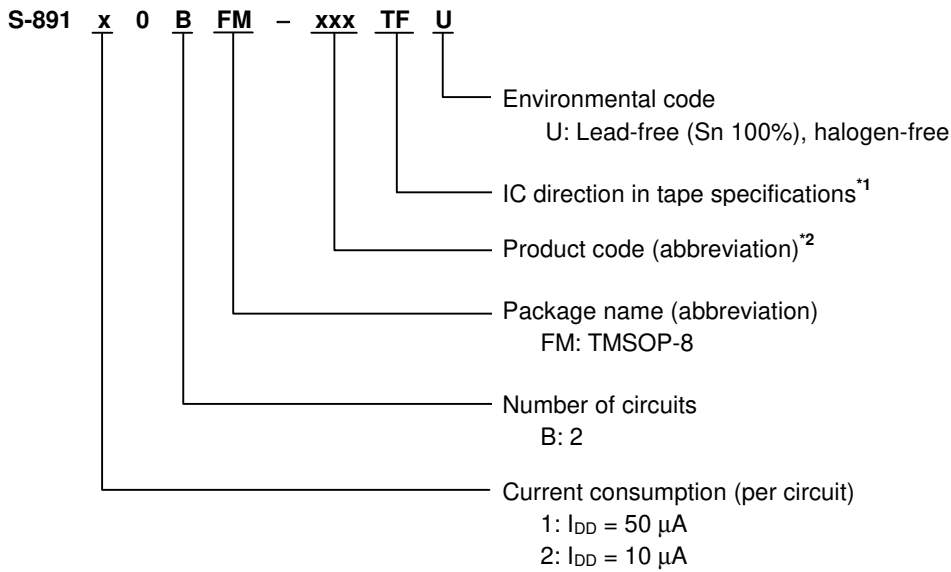 S-891 x 0 B FM – xxx TF U
Environmental code
U: Lead-free (Sn 100%), halogen-free
IC direction in tape specifications*1
Product code (abbreviation)*2
Package name (abbreviation)
FM: TMSOP-8
Number of circuits
B: 2
Current consumption (per circuit)
1: IDD = 50 μA
2: IDD = 10 μA